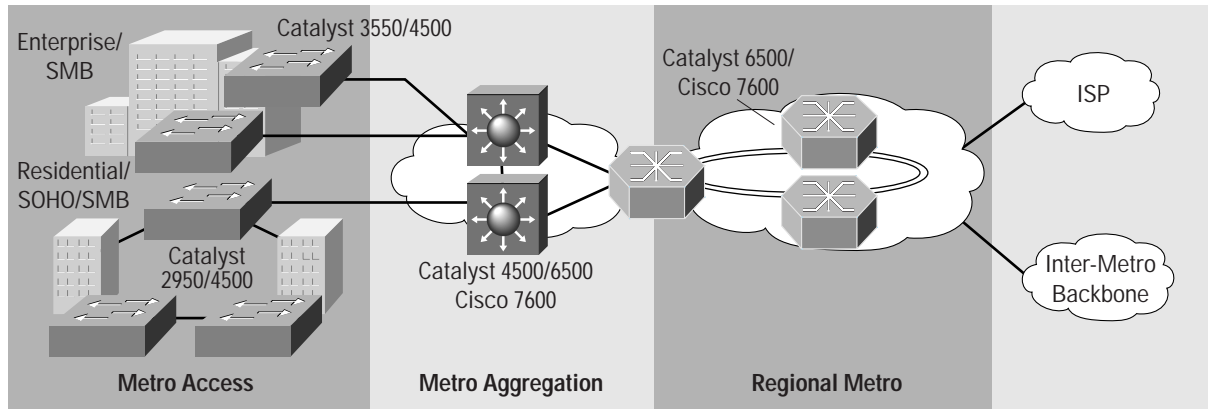 Enterprise/
SMB
Catalyst 3550/4500
Residential/
SOHO/SMB
Catalyst
2950/4500
Metro Access
Catalyst 4500/6500
Cisco 7600
Metro Aggregation
Catalyst 6500/
Cisco 7600
Regional Metro
ISP
Inter-Metro
Backbone